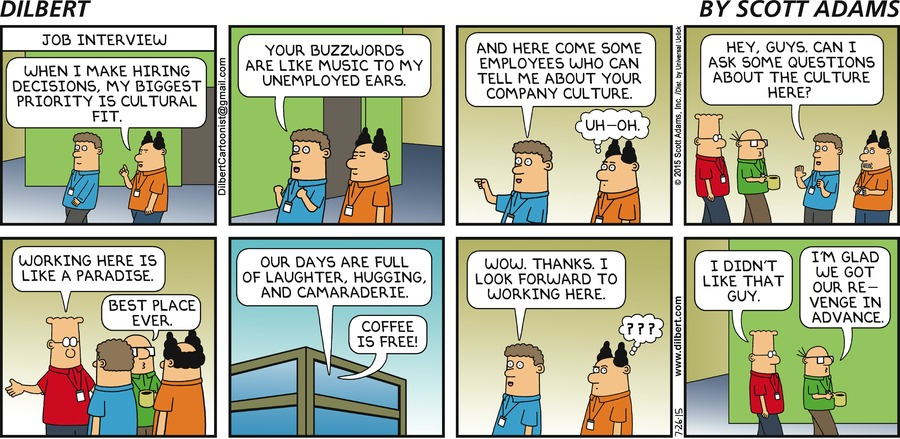 DILBERT
BY SCOTT ADAMS
JOB INTERVIEW
WHEN I MAKE HIRING
DECISIONS, MY BIGGEST
PRIORITY IS CULTURAL
FIT.
DilbertCartoonist@gmail.com
YOUR BUZZWORDS
ARE LIKE MUSIC TO MY
UNEMPLOYED EARS.
AND HERE COME SOME
EMPLOYEES WHO CAN
TELL ME ABOUT YOUR
COMPANY CULTURE.
UH-OH.
© 2015 Scott Adams, Inc. /Dist. by Universal Uclick
HEY, GUYS. CAN I
ASK SOME QUESTIONS
ABOUT THE CULTURE
HERE?
WORKING HERE IS
LIKE A PARADISE.
BEST PLACE
EVER.
OUR DAYS ARE FULL
OF LAUGHTER, HUGGING,
AND CAMARADERIE.
COFFEE
IS FREE!
WOW. THANKS. I
LOOK FORWARD TO
WORKING HERE.
???
7-26-15
www.dilbert.com
I DIDN'T
LIKE THAT
GUY.
I'M GLAD
WE GOT
OUR RE-
VENGE IN
ADVANCE.